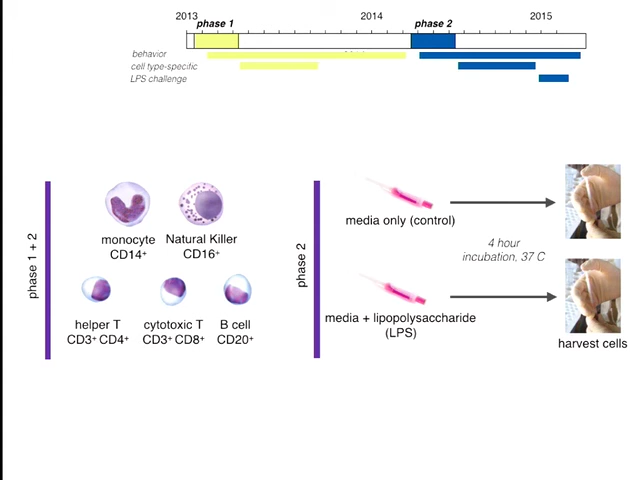 2013
2014
2015
phase 1
phase 2
behavior
cell type-specific
LPS challenge
phase 1 + 2
monocyte
CD14+
Natural Killer
CD16+
helper T
CD3+ CD4+
cytotoxic T
CD3+ CD8+
B cell
CD20+
phase 2
media only (control)
4 hour
incubation, 37 C
media + lipopolysaccharide
(LPS)
harvest cells